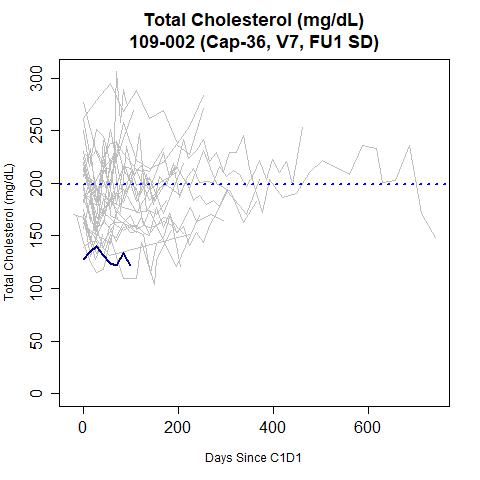 Total Cholesterol (mg/dL)
109-002 (Cap-36, V7, FU1 SD)
Total Cholesterol (mg/dL)
300
250
200
150
100
50
0
0 200 400 600
Days Since C1D1